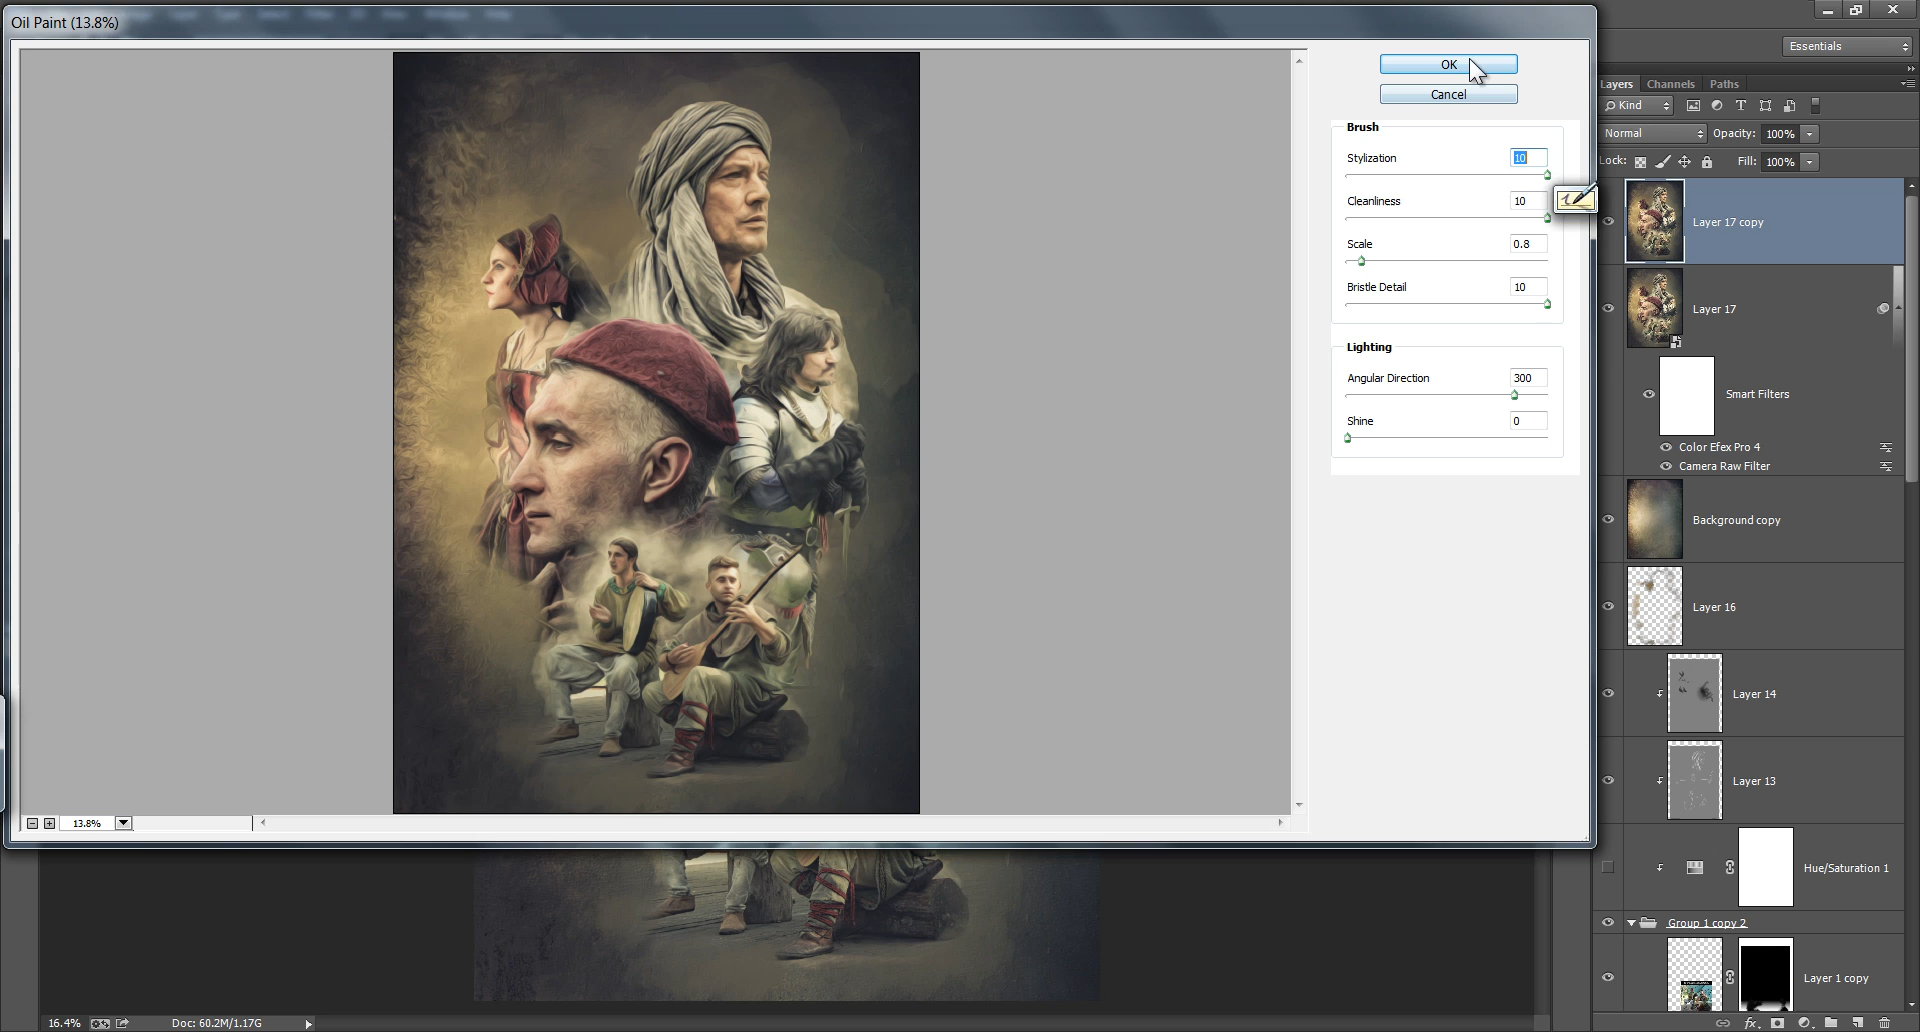 Oil Paint (13.8%)
OK
Cancel
Brush
Stylization 10
Cleanliness 10
Scale 0.8
Bristle Detail 10
Lighting
Angular Direction 300
Shine 0
13.8%
Essentials
Layers Channels Paths
Kind
Normal Opacity: 100%
Lock: Fill: 100%
Layer 17 copy
Layer 17
Smart Filters
Color Efex Pro 4
Camera Raw Filter
Background copy
Layer 16
Layer 14
Layer 13
Hue/Saturation 1
Group 1 copy 2
Layer 1 copy
16.4% Doc: 60.2M/1.17G
fx